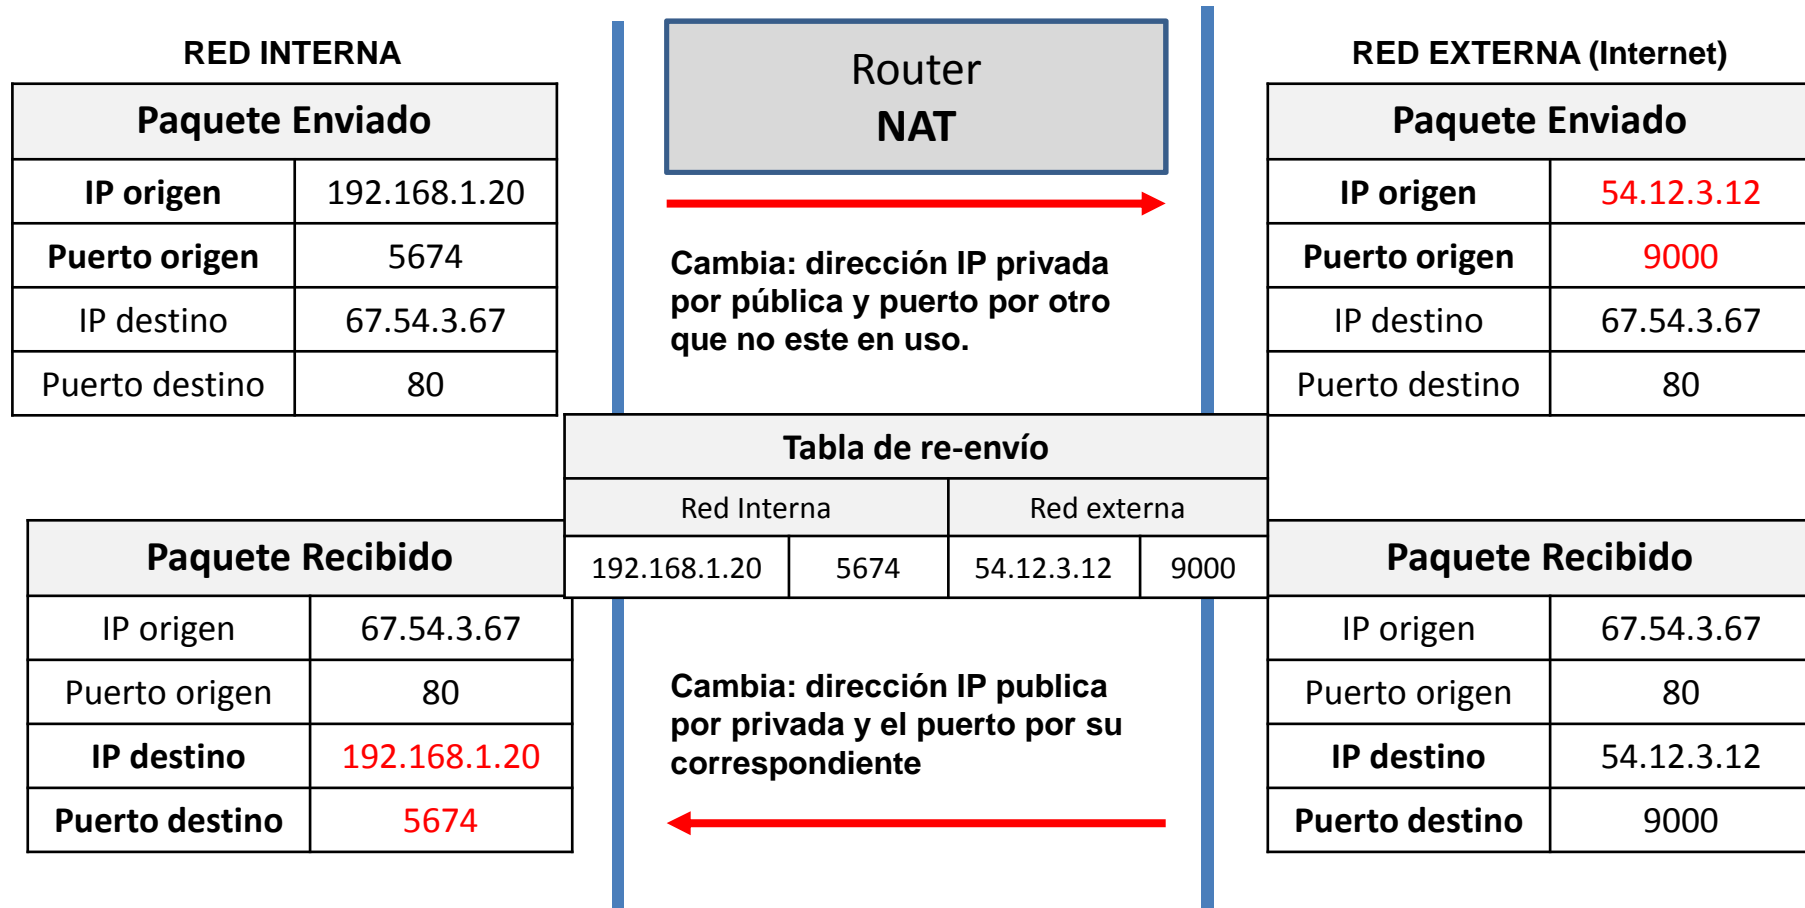 RED INTERNA
Paquete Enviado
IP origen 192.168.1.20
Puerto origen 5674
IP destino 67.54.3.67
Puerto destino 80
Router
NAT
Cambia: dirección IP privada
por pública y puerto por otro
que no este en uso.
RED EXTERNA (Internet)
Paquete Enviado
IP origen 54.12.3.12
Puerto origen 9000
IP destino 67.54.3.67
Puerto destino 80
Tabla de re-envío
Red Interna Red externa
192.168.1.20 5674 54.12.3.12 9000
Paquete Recibido
IP origen 67.54.3.67
Puerto origen 80
IP destino 192.168.1.20
Puerto destino 5674
Cambia: dirección IP publica
por privada y el puerto por su
correspondiente
Paquete Recibido
IP origen 67.54.3.67
Puerto origen 80
IP destino 54.12.3.12
Puerto destino 9000